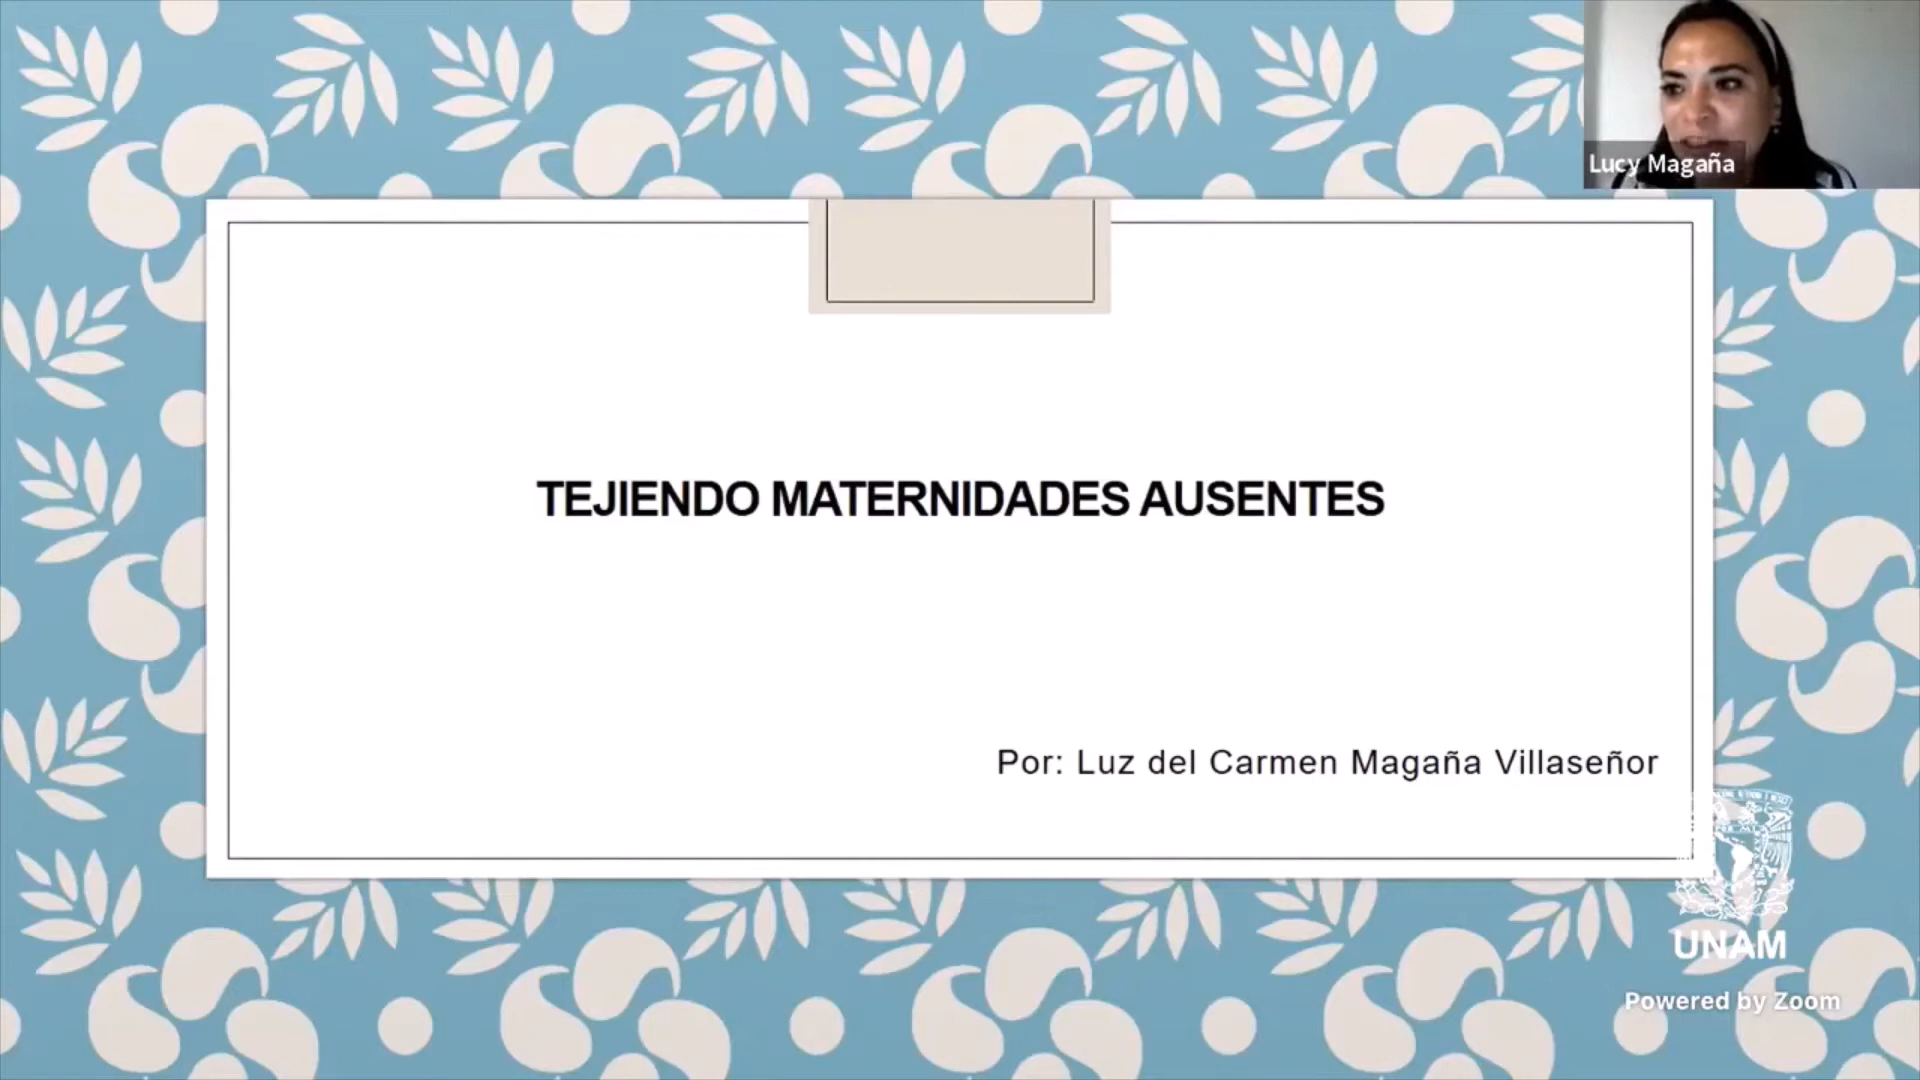 Lucy Magaña
TEJIENDO MATERNIDADES AUSENTES
Por: Luz del Carmen Magaña Villaseñor
UNAM
Powered by Zoom